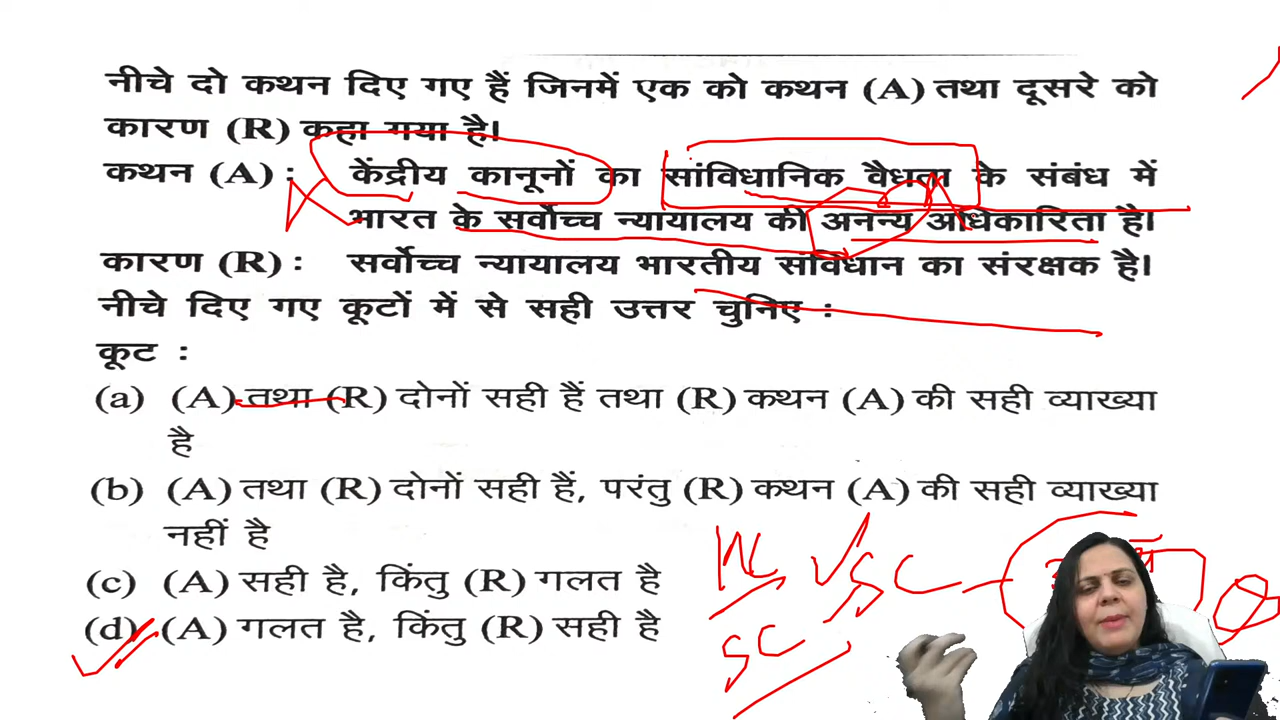 नीचे दो कथन दिए गए हैं जिनमें एक को कथन (A) तथा दूसरे को
कारण (R) कहा गया है।
कथन (A) : केंद्रीय कानूनों का सांविधानिक वैधता के संबंध में
भारत के सर्वोच्च न्यायालय की अनन्य अधिकारिता है।
कारण (R) : सर्वोच्च न्यायालय भारतीय संविधान का संरक्षक है।
नीचे दिए गए कूटों में से सही उत्तर चुनिए :
कूट :
(a) (A) तथा (R) दोनों सही हैं तथा (R) कथन (A) की सही व्याख्या
है
(b) (A) तथा (R) दोनों सही हैं, परंतु (R) कथन (A) की सही व्याख्या
नहीं है
(c) (A) सही है, किंतु (R) गलत है
(d) (A) गलत है, किंतु (R) सही है
HC SC
SC